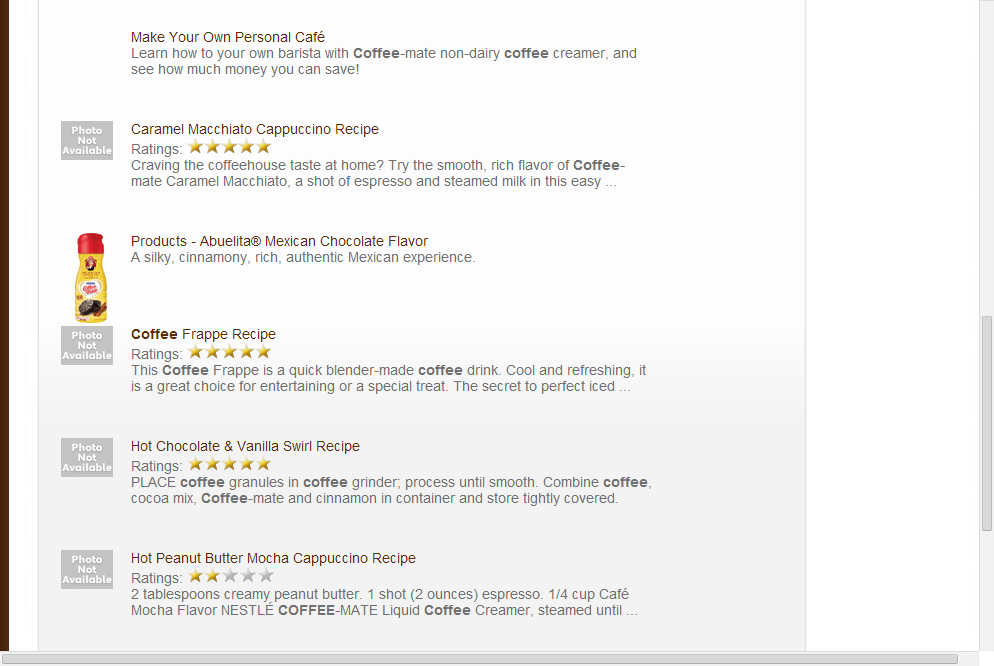 Make Your Own Personal Café
Learn how to your own barista with Coffee-mate non-dairy coffee creamer, and
see how much money you can save!
Photo
Not
Available
Caramel Macchiato Cappuccino Recipe
Ratings:
Craving the coffeehouse taste at home? Try the smooth, rich flavor of Coffee-
mate Caramel Macchiato, a shot of espresso and steamed milk in this easy ...
Products - Abuelita® Mexican Chocolate Flavor
A silky, cinnamony, rich, authentic Mexican experience.
Photo
Not
Available
Coffee Frappe Recipe
Ratings:
This Coffee Frappe is a quick blender-made coffee drink. Cool and refreshing, it
is a great choice for entertaining or a special treat. The secret to perfect iced ...
Photo
Not
Available
Hot Chocolate & Vanilla Swirl Recipe
Ratings:
PLACE coffee granules in coffee grinder; process until smooth. Combine coffee,
cocoa mix, Coffee-mate and cinnamon in container and store tightly covered.
Photo
Not
Available
Hot Peanut Butter Mocha Cappuccino Recipe
Ratings:
2 tablespoons creamy peanut butter. 1 shot (2 ounces) espresso. 1/4 cup Café
Mocha Flavor NESTLÉ COFFEE-MATE Liquid Coffee Creamer, steamed until ...